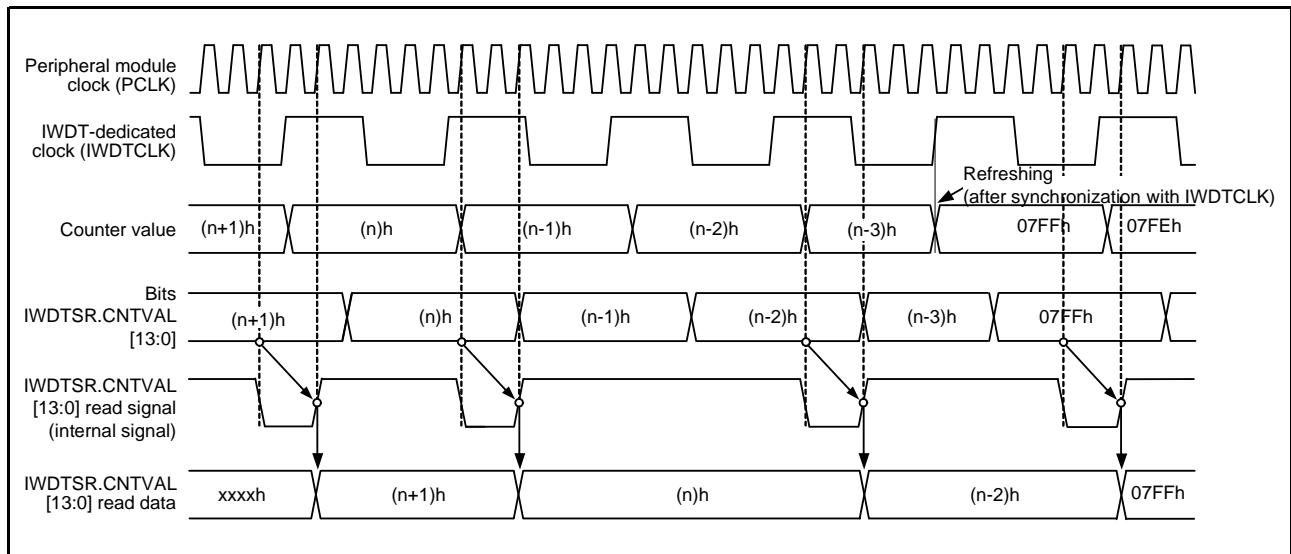 Peripheral module
clock (PCLK)
IWDT-dedicated
clock (IWDTCLK)
Refreshing
(after synchronization with IWDTCLK)
Counter value
(n+1)h (n)h (n-1)h (n-2)h (n-3)h 07FFh 07FEh
Bits
IWDTSR.CNTVAL
[13:0]
(n+1)h (n)h (n-1)h (n-2)h (n-3)h 07FFh
IWDTSR.CNTVAL
[13:0] read signal
(internal signal)
IWDTSR.CNTVAL
[13:0] read data
xxxxh (n+1)h (n)h (n-2)h 07FFh